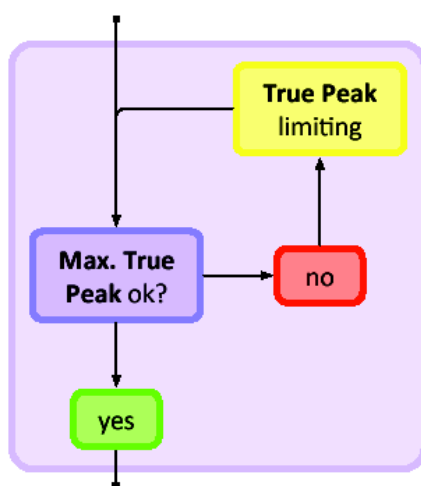 True Peak
limiting
Max. True
Peak ok?
no
yes